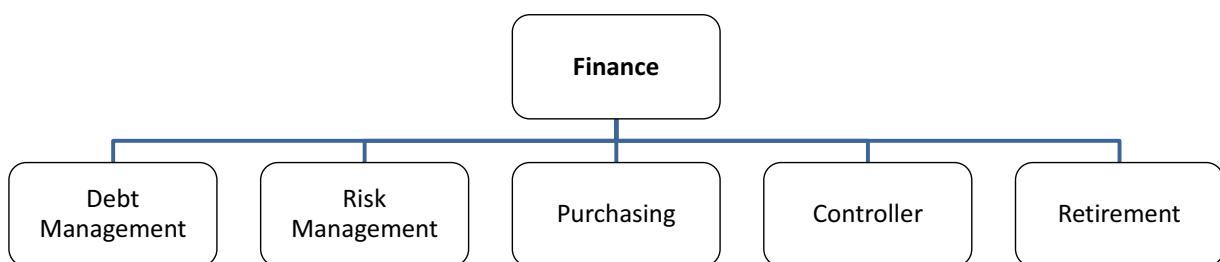 Finance
Debt
Management
Risk
Management
Purchasing
Controller
Retirement